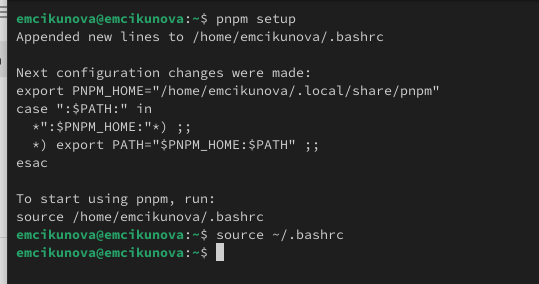 emcikunova@emcikunova:~$ pnpm setup
Appended new lines to /home/emcikunova/.bashrc

Next configuration changes were made:
export PNPM_HOME="/home/emcikunova/.local/share/pnpm"
case ":$PATH:" in
  *":$PNPM_HOME:"*) ;;
  *) export PATH="$PNPM_HOME:$PATH" ;;
esac

To start using pnpm, run:
source /home/emcikunova/.bashrc
emcikunova@emcikunova:~$ source ~/.bashrc
emcikunova@emcikunova:~$